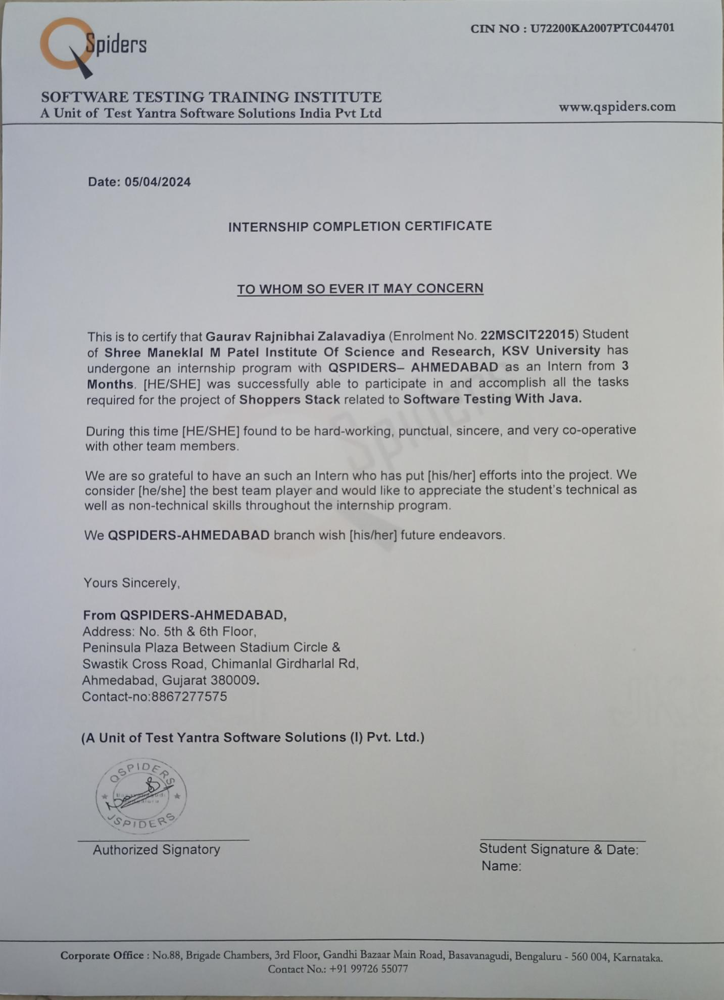 CIN NO : U72200KA2007PTC044701
QSpiders
SOFTWARE TESTING TRAINING INSTITUTE
A Unit of Test Yantra Software Solutions India Pvt Ltd
www.qspiders.com
Date: 05/04/2024
INTERNSHIP COMPLETION CERTIFICATE
TO WHOM SO EVER IT MAY CONCERN
This is to certify that Gaurav Rajnibhai Zalavadiya (Enrolment No. 22MSCIT22015) Student
of Shree Maneklal M Patel Institute Of Science and Research, KSV University has
undergone an internship program with QSPIDERS– AHMEDABAD as an Intern from 3
Months. [HE/SHE] was successfully able to participate in and accomplish all the tasks
required for the project of Shoppers Stack related to Software Testing With Java.
During this time [HE/SHE] found to be hard-working, punctual, sincere, and very co-operative
with other team members.
We are so grateful to have an such an Intern who has put [his/her] efforts into the project. We
consider [he/she] the best team player and would like to appreciate the student's technical as
well as non-technical skills throughout the internship program.
We QSPIDERS-AHMEDABAD branch wish [his/her] future endeavors.
Yours Sincerely,
From QSPIDERS-AHMEDABAD,
Address: No. 5th & 6th Floor,
Peninsula Plaza Between Stadium Circle &
Swastik Cross Road, Chimanlal Girdharlal Rd,
Ahmedabad, Gujarat 380009.
Contact-no:8867277575
(A Unit of Test Yantra Software Solutions (I) Pvt. Ltd.)
QSPIDERS
JSPIDERS
Authorized Signatory
Student Signature & Date:
Name:
Corporate Office : No.88, Brigade Chambers, 3rd Floor, Gandhi Bazaar Main Road, Basavanagudi, Bengaluru - 560 004, Karnataka.
Contact No.: +91 99726 55077